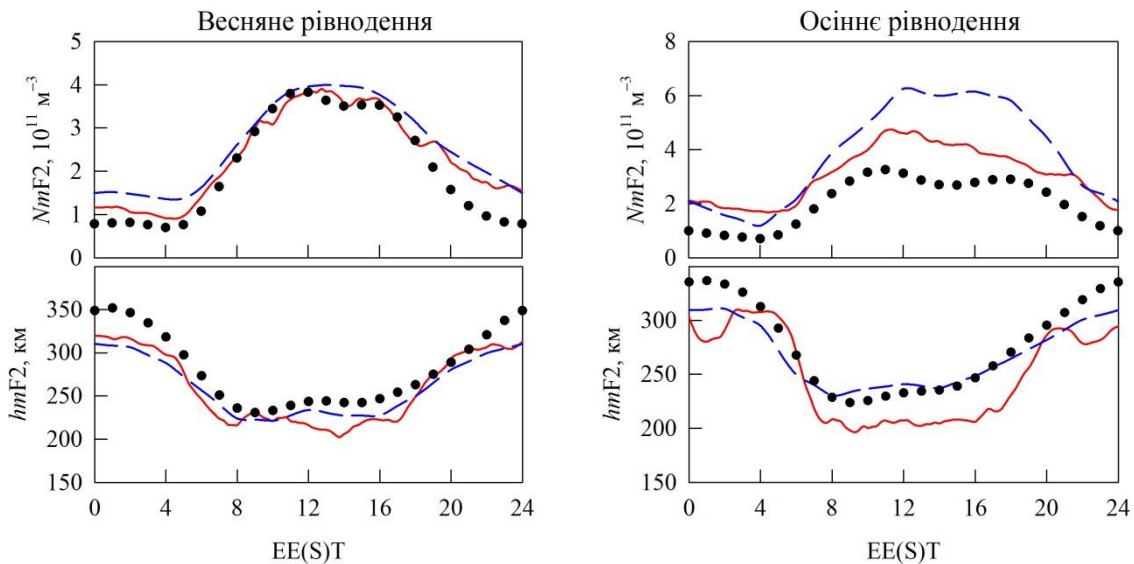 Весняне рівнодення
5
4
3
2
1
0
NmF2, 10¹¹ м⁻³
350
300
250
200
150
hmF2, км
0 4 8 12 16 20 24
EE(S)T
Осіннє рівнодення
8
6
4
2
0
NmF2, 10¹¹ м⁻³
300
250
200
150
hmF2, км
0 4 8 12 16 20 24
EE(S)T